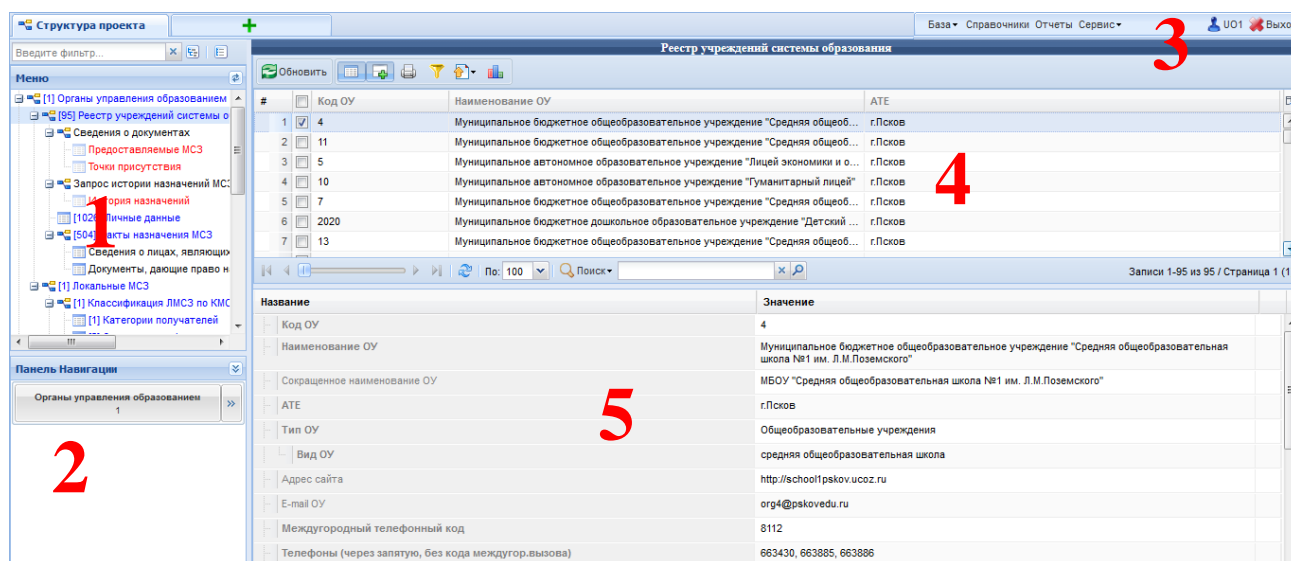 Структура проекта
База Справочники Отчеты Сервис UO1 Выхо
3
Введите фильтр...
Меню
[1] Органы управления образованием
[95] Реестр учреждений системы о
Сведения о документах
Предоставляемые МСЗ
Точки присутствия
Запрос истории назначений МС
История назначений
[1026] Личные данные
[504] Факты назначения МСЗ
Сведения о лицах, являющих
Документы, дающие право н
[1] Локальные МСЗ
[1] Классификация ЛМСЗ по КМС
[1] Категории получателей
1
Панель Навигации
Органы управления образованием
1
2
Реестр учреждений системы образования
Обновить
# Код ОУ Наименование ОУ АТЕ
1 4 Муниципальное бюджетное общеобразовательное учреждение "Средняя общеоб... г.Псков
2 11 Муниципальное бюджетное общеобразовательное учреждение "Средняя общеоб... г.Псков
3 5 Муниципальное автономное образовательное учреждение "Лицей экономики и о... г.Псков
4 10 Муниципальное автономное образовательное учреждение "Гуманитарный лицей" г.Псков
5 7 Муниципальное бюджетное общеобразовательное учреждение "Средняя общеоб... г.Псков
6 2020 Муниципальное бюджетное дошкольное образовательное учреждение "Детский ... г.Псков
7 13 Муниципальное бюджетное общеобразовательное учреждение "Средняя общеоб... г.Псков
4
По: 100 Поиск Записи 1-95 из 95 / Страница 1 (1
Название Значение
Код ОУ 4
Наименование ОУ Муниципальное бюджетное общеобразовательное учреждение "Средняя общеобразовательная
школа №1 им. Л.М.Поземского"
Сокращенное наименование ОУ МБОУ "Средняя общеобразовательная школа №1 им. Л.М.Поземского"
АТЕ г.Псков
5
Тип ОУ Общеобразовательные учреждения
Вид ОУ средняя общеобразовательная школа
Адрес сайта http://school1pskov.ucoz.ru
E-mail ОУ org4@pskovedu.ru
Междугородный телефонный код 8112
Телефоны (через запятую, без кода междугор.вызова) 663430, 663885, 663886